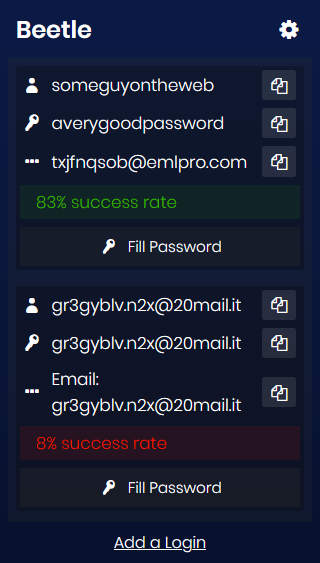 Beetle
someguyontheweb
averygoodpassword
txjfnqsob@emlpro.com
83% success rate
Fill Password
gr3gyblv.n2x@20mail.it
gr3gyblv.n2x@20mail.it
Email:
gr3gyblv.n2x@20mail.it
8% success rate
Fill Password
Add a Login